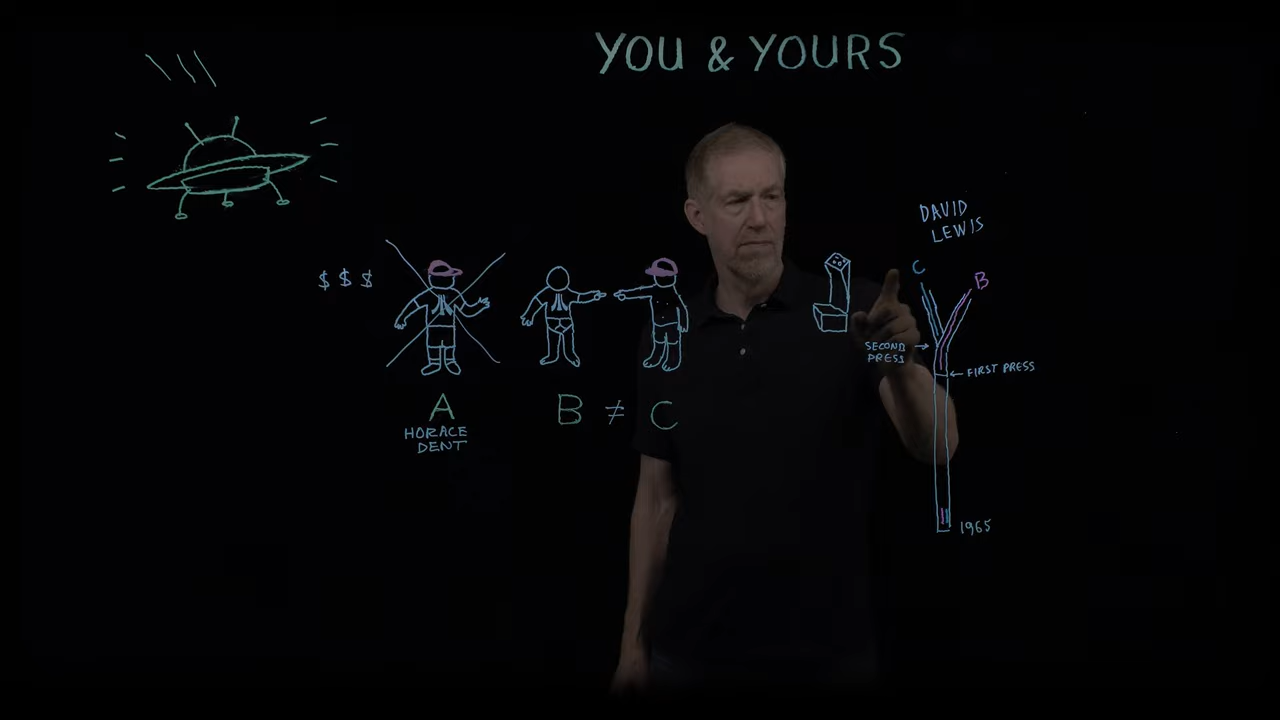 YOU & YOURS
DAVID
LEWIS
$ $ $
C
B
SECOND
PRESS
FIRST PRESS
A
B ≠ C
HORACE
DENT
1965